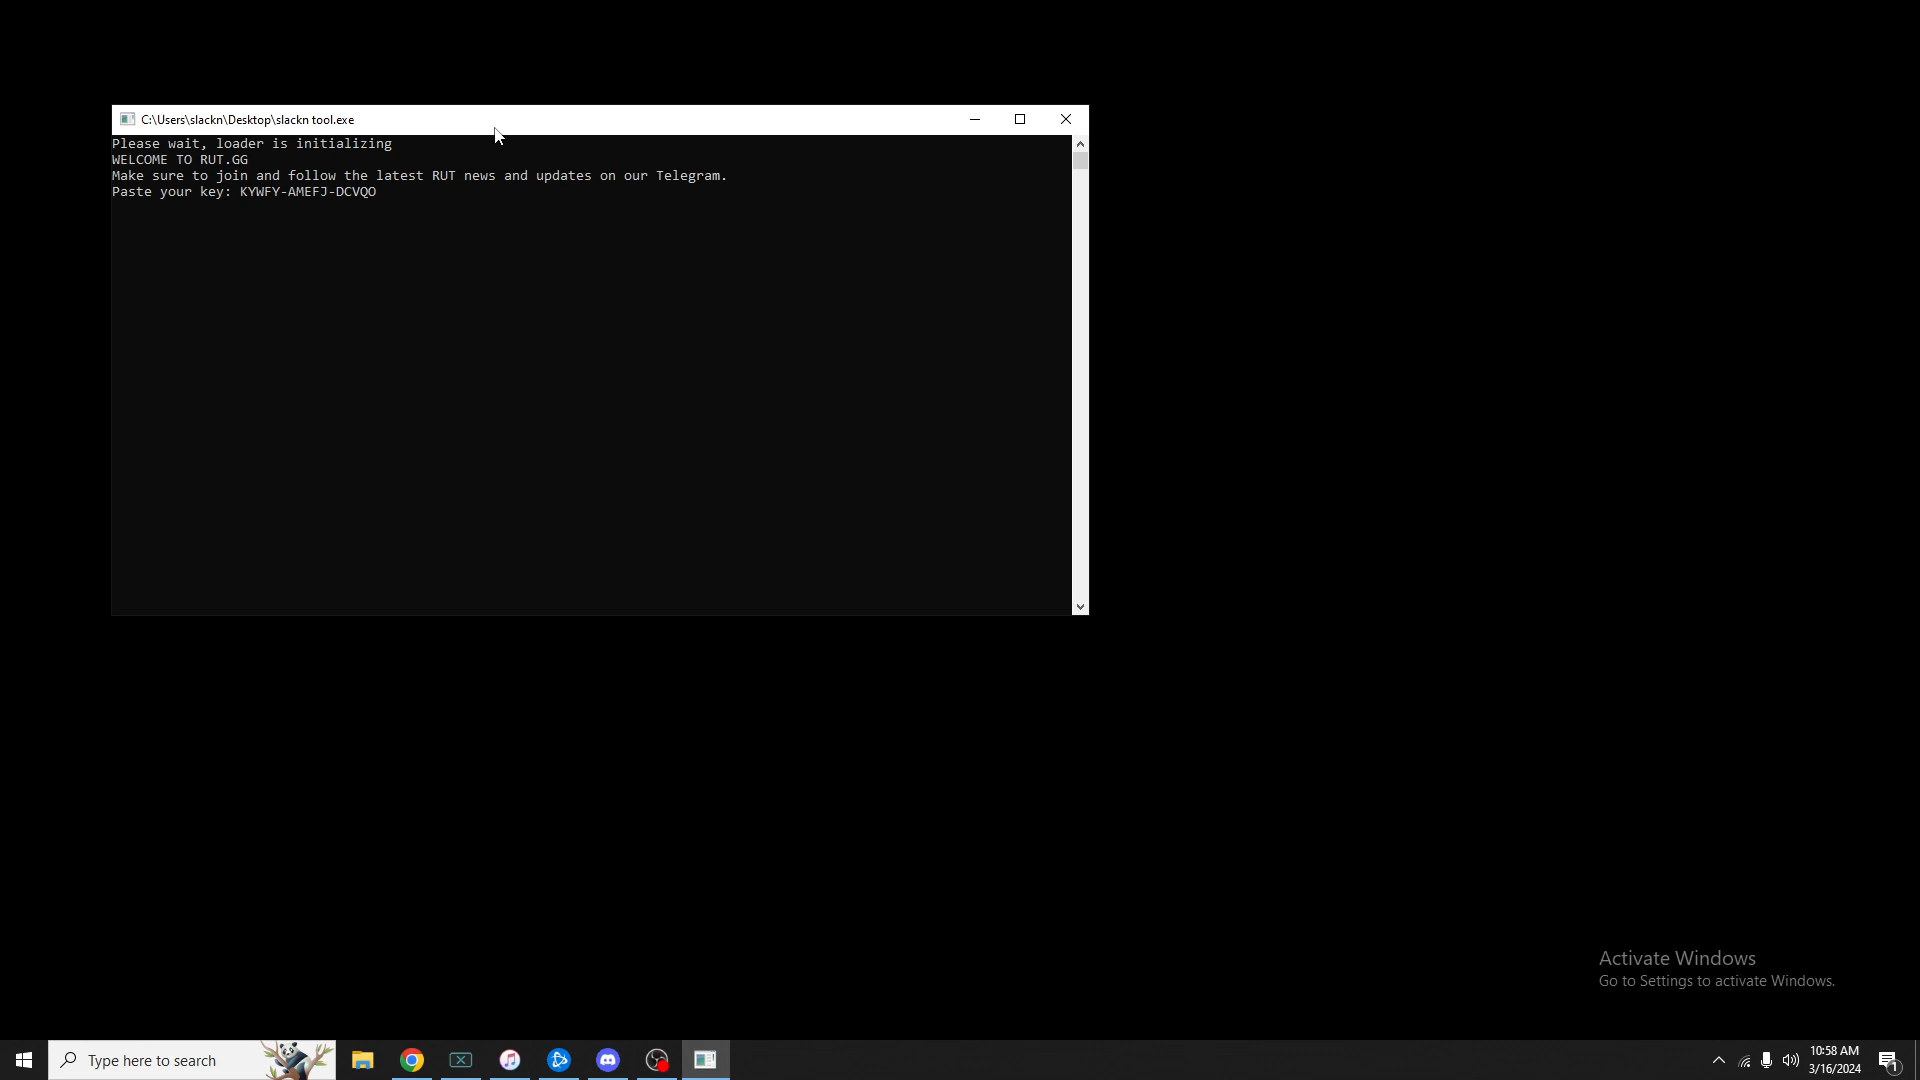 C:\Users\slackn\Desktop\slackn tool.exe
Please wait, loader is initializing
WELCOME TO RUT.GG
Make sure to join and follow the latest RUT news and updates on our Telegram.
Paste your key: KYWFY-AMEFJ-DCVQO
Activate Windows
Go to Settings to activate Windows.
Type here to search
10:58 AM
3/16/2024
1